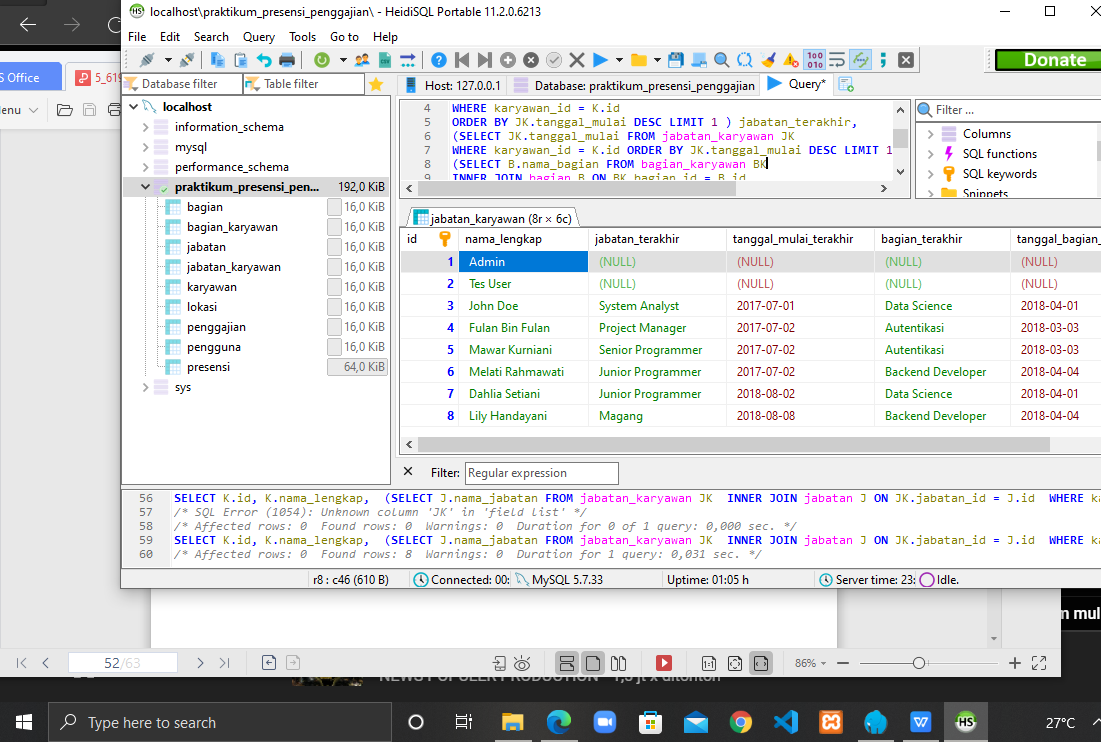 localhost\praktikum_presensi_penggajian\ - HeidiSQL Portable 11.2.0.6213
File Edit Search Query Tools Go to Help
Donate
S Office
5_619
Menu
Database filter
Table filter
Host: 127.0.0.1
Database: praktikum_presensi_penggajian
Query*
localhost
information_schema
mysql
performance_schema
praktikum_presensi_pen... 192,0 KiB
bagian 16,0 KiB
bagian_karyawan 16,0 KiB
jabatan 16,0 KiB
jabatan_karyawan 16,0 KiB
karyawan 16,0 KiB
lokasi 16,0 KiB
penggajian 16,0 KiB
pengguna 16,0 KiB
presensi 64,0 KiB
sys
4 WHERE karyawan_id = K.id
5 ORDER BY JK.tanggal_mulai DESC LIMIT 1 ) jabatan_terakhir,
6 (SELECT JK.tanggal_mulai FROM jabatan_karyawan JK
7 WHERE karyawan_id = K.id ORDER BY JK.tanggal_mulai DESC LIMIT 1
8 (SELECT B.nama_bagian FROM bagian_karyawan BK
9 INNER JOIN bagian B ON BK.bagian_id = B.id
Filter ...
Columns
SQL functions
SQL keywords
Snippets
jabatan_karyawan (8r × 6c)
id nama_lengkap jabatan_terakhir tanggal_mulai_terakhir bagian_terakhir tanggal_bagian_
1 Admin (NULL) (NULL) (NULL) (NULL)
2 Tes User (NULL) (NULL) (NULL) (NULL)
3 John Doe System Analyst 2017-07-01 Data Science 2018-04-01
4 Fulan Bin Fulan Project Manager 2017-07-02 Autentikasi 2018-03-03
5 Mawar Kurniani Senior Programmer 2017-07-02 Autentikasi 2018-03-03
6 Melati Rahmawati Junior Programmer 2017-07-02 Backend Developer 2018-04-04
7 Dahlia Setiani Junior Programmer 2018-08-02 Data Science 2018-04-01
8 Lily Handayani Magang 2018-08-08 Backend Developer 2018-04-04
Filter: Regular expression
56 SELECT K.id, K.nama_lengkap, (SELECT J.nama_jabatan FROM jabatan_karyawan JK INNER JOIN jabatan J ON JK.jabatan_id = J.id WHERE ka
57 /* SQL Error (1054): Unknown column 'JK' in 'field list' */
58 /* Affected rows: 0 Found rows: 0 Warnings: 0 Duration for 0 of 1 query: 0,000 sec. */
59 SELECT K.id, K.nama_lengkap, (SELECT J.nama_jabatan FROM jabatan_karyawan JK INNER JOIN jabatan J ON JK.jabatan_id = J.id WHERE ka
60 /* Affected rows: 0 Found rows: 8 Warnings: 0 Duration for 1 query: 0,031 sec. */
r8 : c46 (610 B) Connected: 00: MySQL 5.7.33 Uptime: 01:05 h Server time: 23: Idle.
n mul
52/63
86%
NEWS POPULER PRODUCTION
1,5 jt x ditonton
Type here to search
27°C